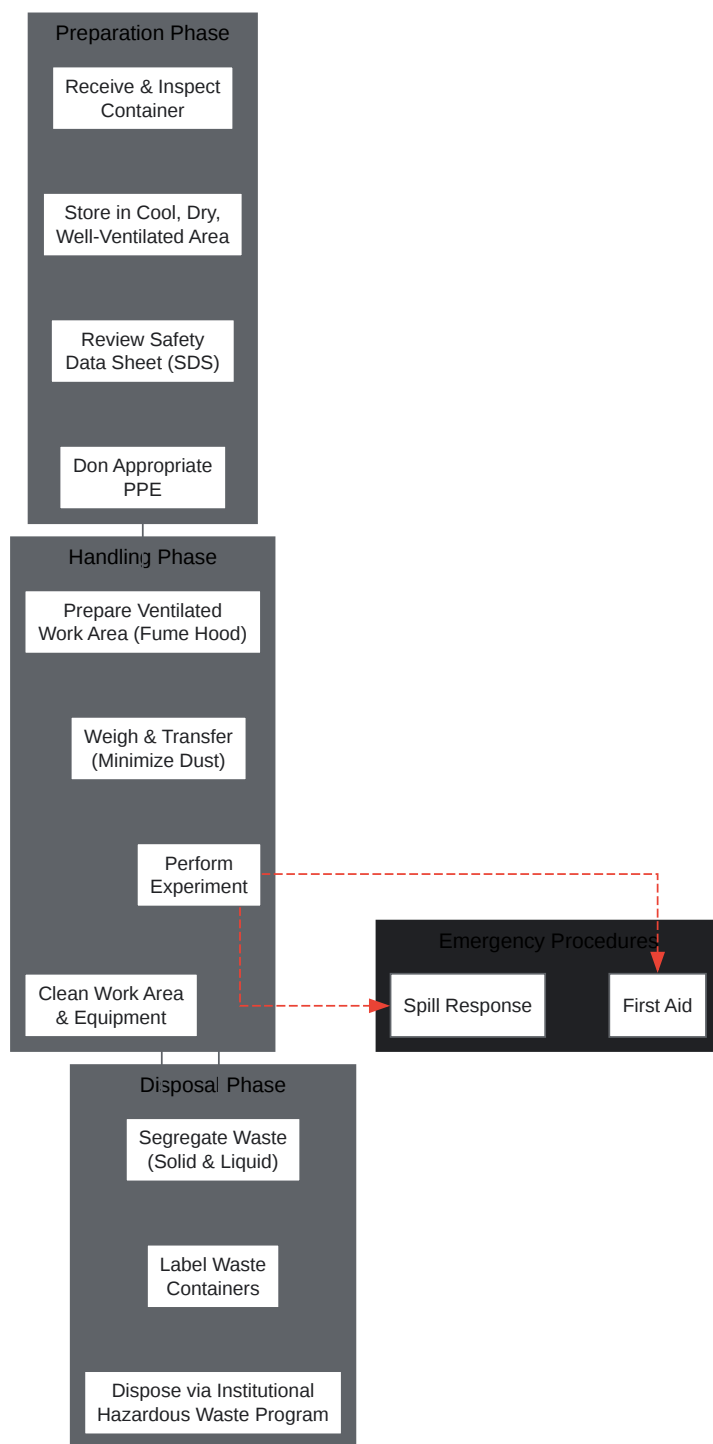 Preparation Phase
Receive & Inspect
Container
Store in Cool, Dry,
Well-Ventilated Area
Review Safety
Data Sheet (SDS)
Don Appropriate
PPE
Handling Phase
Prepare Ventilated
Work Area (Fume Hood)
Weigh & Transfer
(Minimize Dust)
Perform
Experiment
Emergency Procedures
Spill Response
First Aid
Clean Work Area
& Equipment
Disposal Phase
Segregate Waste
(Solid & Liquid)
Label Waste
Containers
Dispose via Institutional
Hazardous Waste Program